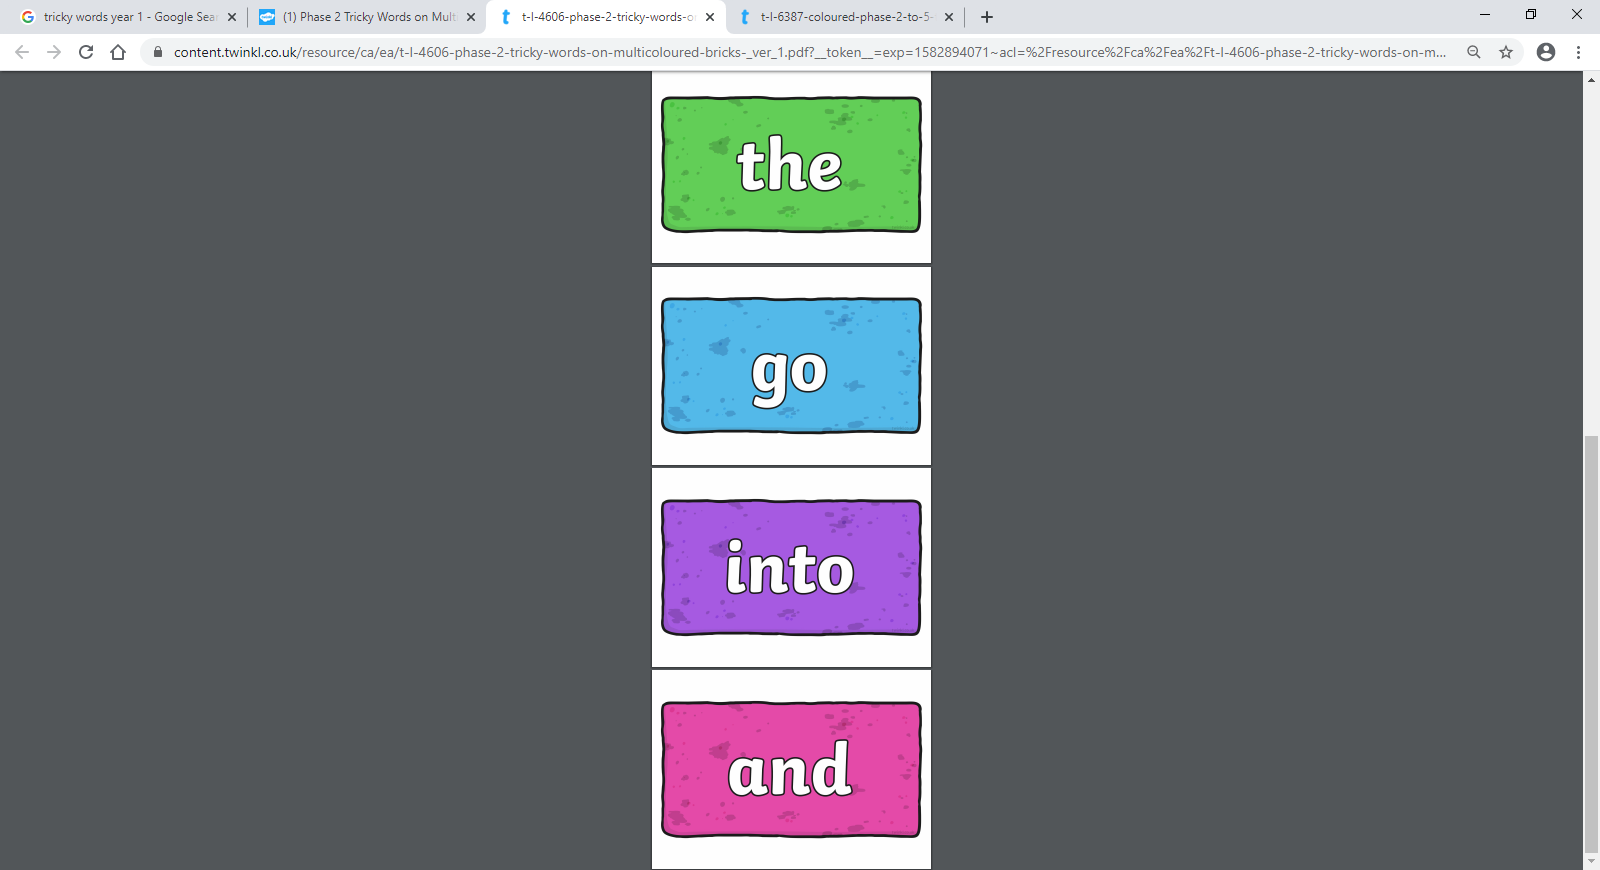 tricky words year 1 - Google Sear
(1) Phase 2 Tricky Words on Mult
t-l-4606-phase-2-tricky-words-o
t-l-6387-coloured-phase-2-to-5-
content.twinkl.co.uk/resource/ca/ea/t-l-4606-phase-2-tricky-words-on-multicoloured-bricks-_ver_1.pdf?__token__=exp=1582894071~acl=%2Fresource%2Fca%2Fea%2Ft-l-4606-phase-2-tricky-words-on-m...
the
go
into
and